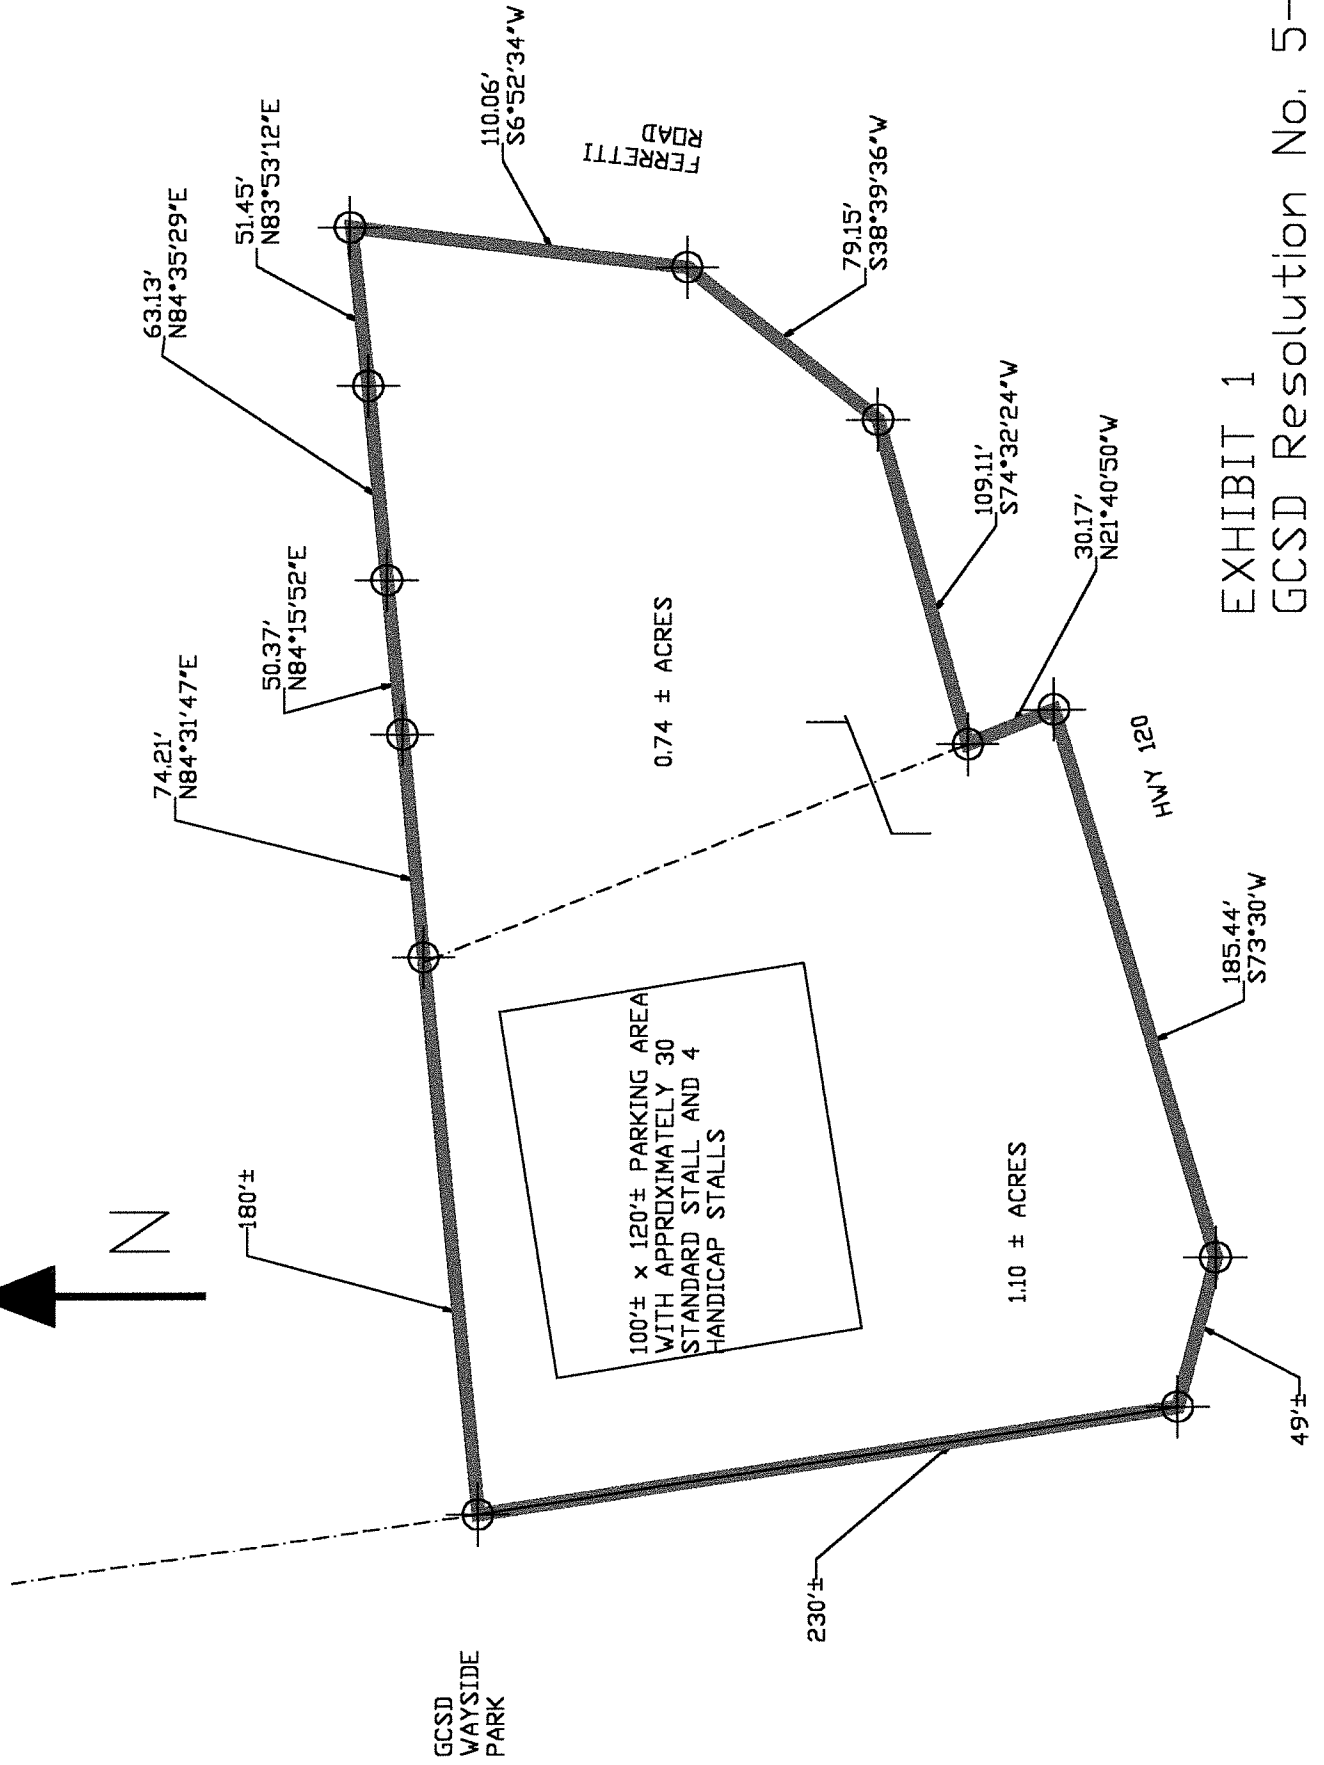 N
180'±
74.21'
N84°31'47"E
50.37'
N84°15'52"E
63.13'
N84°35'29"E
51.45'
N83°53'12"E
110.06'
S6°52'34"W
FERRETTI
ROAD
79.15'
S38°39'36"W
109.11'
S74°32'24"W
30.17'
N21°40'50"W
HWY 120
185.44'
S73°30'W
49'±
230'±
GCSD
WAYSIDE
PARK
0.74 ± ACRES
100'± x 120'± PARKING AREA
WITH APPROXIMATELY 30
STANDARD STALL AND 4
HANDICAP STALLS
1.10 ± ACRES
EXHIBIT 1
GCSD Resolution No. 5-